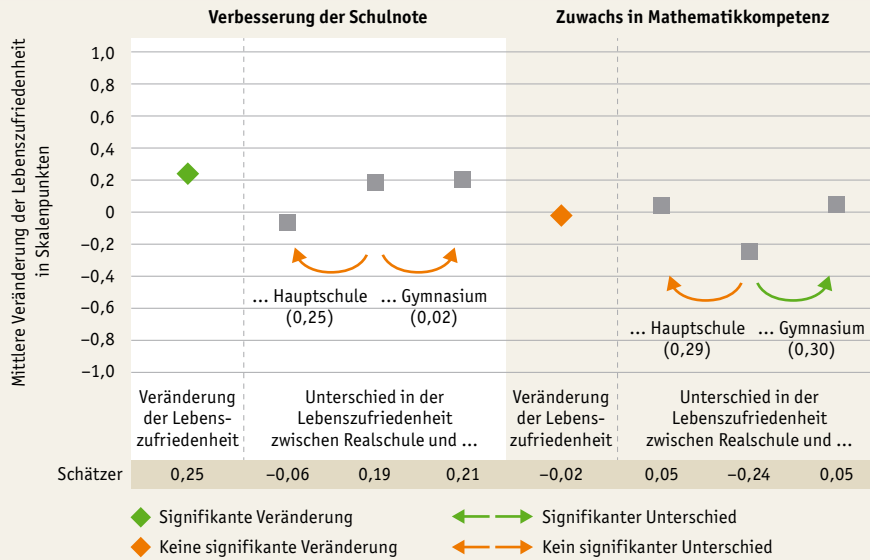 Verbesserung der Schulnote
Zuwachs in Mathematikkompetenz
Mittlere Veränderung der Lebenszufriedenheit
in Skalenpunkten
1,0
0,8
0,6
0,4
0,2
0
−0,2
−0,4
−0,6
−0,8
−1,0
... Hauptschule
(0,25)
... Gymnasium
(0,02)
... Hauptschule
(0,29)
... Gymnasium
(0,30)
Veränderung
der Lebens-
zufriedenheit
Unterschied in der
Lebenszufriedenheit
zwischen Realschule und ...
Veränderung
der Lebens-
zufriedenheit
Unterschied in der
Lebenszufriedenheit
zwischen Realschule und ...
Schätzer 0,25 −0,06 0,19 0,21 −0,02 0,05 −0,24 0,05
Signifikante Veränderung
Signifikanter Unterschied
Keine signifikante Veränderung
Kein signifikanter Unterschied